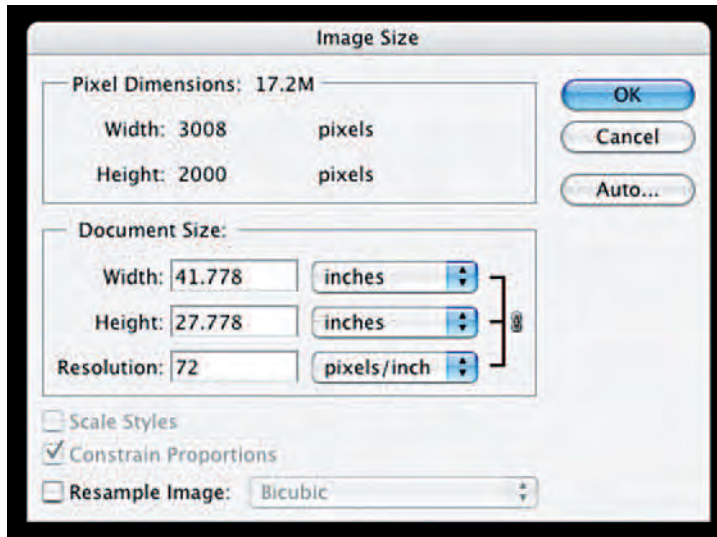 Image Size
Pixel Dimensions: 17.2M
Width: 3008 pixels
Height: 2000 pixels
OK
Cancel
Auto...
Document Size:
Width: 41.778 inches
Height: 27.778 inches
Resolution: 72 pixels/inch
Scale Styles
Constrain Proportions
Resample Image: Bicubic